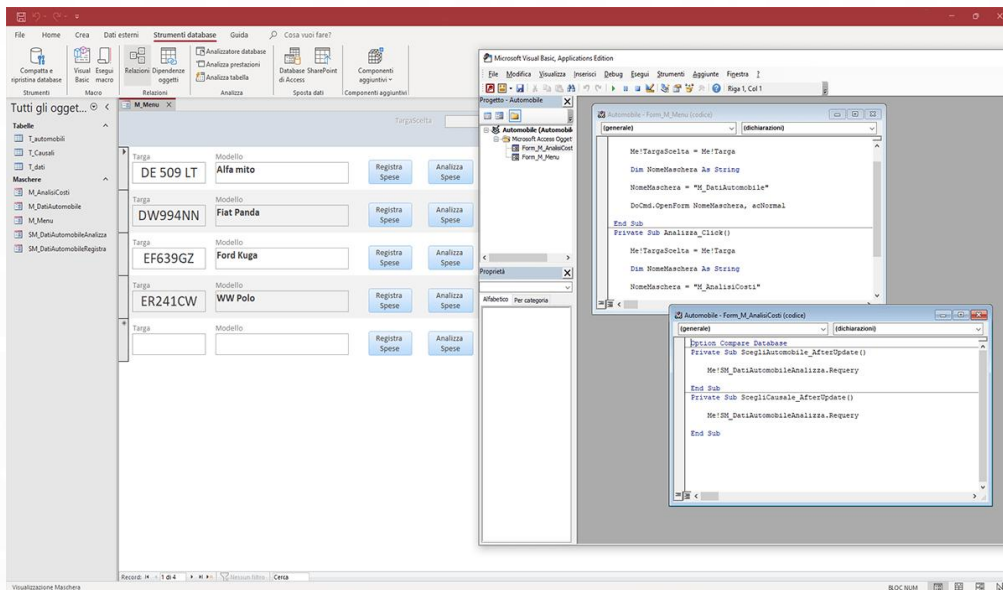 File Home Crea Dati esterni Strumenti database Guida Cosa vuoi fare?
Compatta e ripristina database
Visual Basic
Esegui macro
Relazioni
Dipendenze oggetti
Analizzatore database
Analizza prestazioni
Analizza tabella
Database di Access
SharePoint
Componenti aggiuntivi
Strumenti Macro Relazioni Analizza Sposta dati Componenti aggiuntivi
Tutti gli ogget...
Tabelle
T_automobili
T_Causali
T_dati
Maschere
M_AnalisiCosti
M_DatiAutomobile
M_Menu
SM_DatiAutomobileAnalizza
SM_DatiAutomobileRegistra
M_Menu
TargaScelta
Targa Modello
DE 509 LT Alfa mito Registra Spese Analizza Spese
Targa Modello
DW994NN Fiat Panda Registra Spese Analizza Spese
Targa Modello
EF639GZ Ford Kuga Registra Spese Analizza Spese
Targa Modello
ER241CW WW Polo Registra Spese Analizza Spese
Targa Modello
Registra Spese Analizza Spese
Record: 1 di 4 Nessun filtro Cerca
Visualizzazione Maschera
BLOC NUM
Microsoft Visual Basic, Applications Edition
File Modifica Visualizza Inserisci Debug Esegui Strumenti Aggiunte Finestra ?
Riga 1, Col 1
Progetto - Automobile
Automobile (Automobil
Microsoft Access Ogget
Form_M_AnalisiCost
Form_M_Menu
Proprietà
Alfabetico Per categoria
Automobile - Form_M_Menu (codice)
(generale) (dichiarazioni)
Me!TargaScelta = Me!Targa
Dim NomeMaschera As String
NomeMaschera = "M_DatiAutomobile"
DoCmd.OpenForm NomeMaschera, acNormal
End Sub
Private Sub Analizza_Click()
Me!TargaScelta = Me!Targa
Dim NomeMaschera As String
NomeMaschera = "M_AnalisiCosti"
Automobile - Form_M_AnalisiCosti (codice)
(generale) (dichiarazioni)
Option Compare Database
Private Sub ScegliAutomobile_AfterUpdate()
Me!SM_DatiAutomobileAnalizza.Requery
End Sub
Private Sub ScegliCausale_AfterUpdate()
Me!SM_DatiAutomobileAnalizza.Requery
End Sub